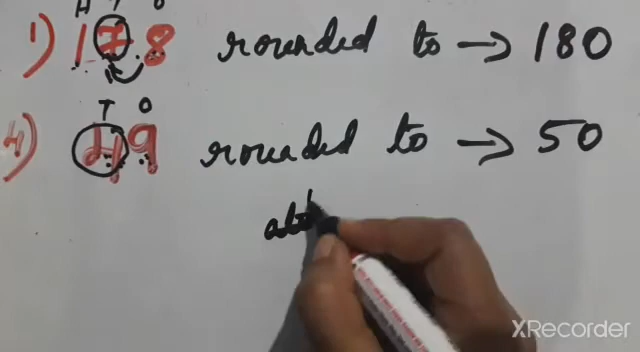 H T O
1) 178 rounded to → 180
T O
4) 49 rounded to → 50
XRecorder